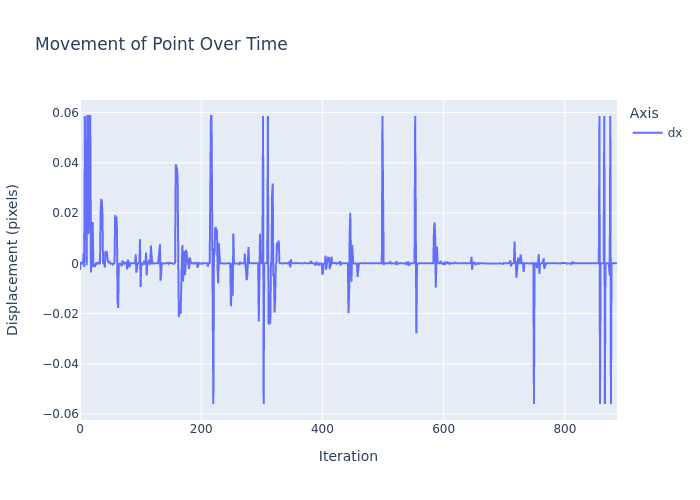 Movement of Point Over Time
Axis
dx
Displacement (pixels)
0.06
0.04
0.02
0
−0.02
−0.04
−0.06
0 200 400 600 800
Iteration